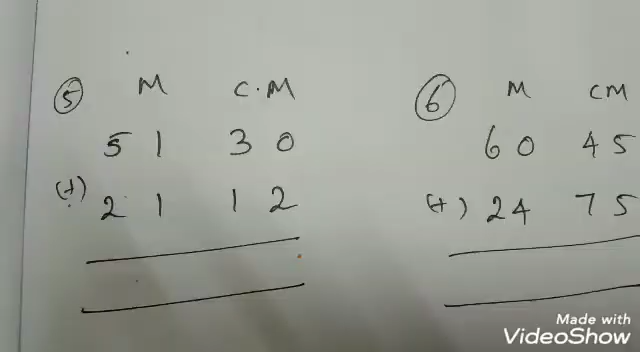 5 M C.M
51 30
(+) 21 12
6 M CM
60 45
(+) 24 75
Made with
VideoShow